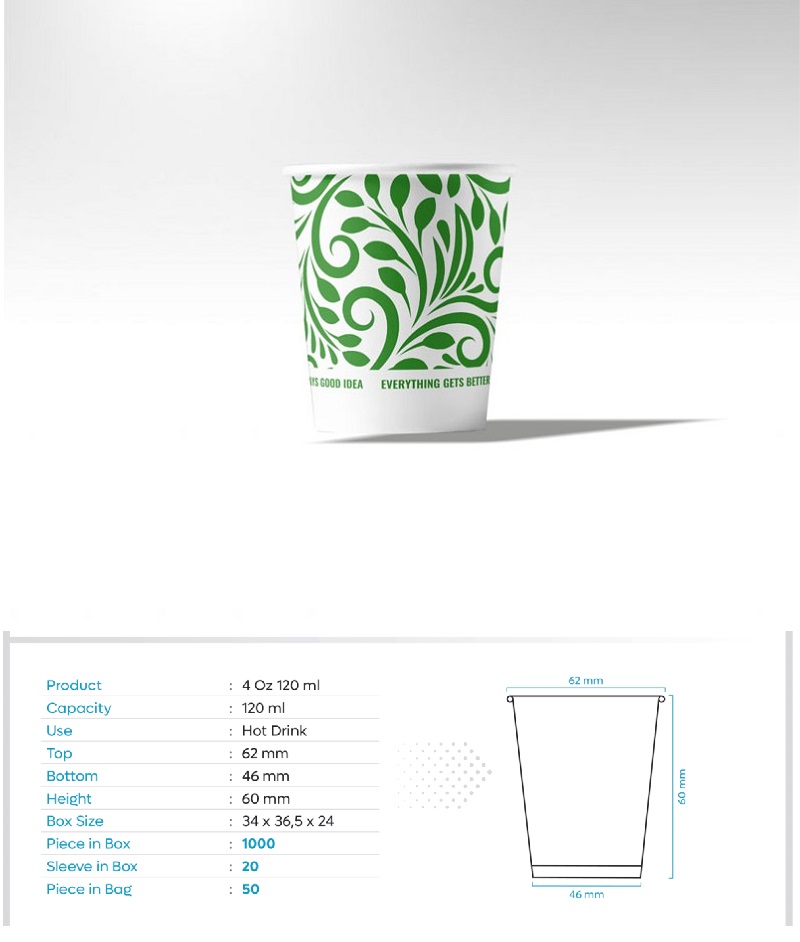 GOOD IDEA EVERYTHING GETS BETTER
Product : 4 Oz 120 ml
Capacity : 120 ml
Use : Hot Drink
Top : 62 mm
Bottom : 46 mm
Height : 60 mm
Box Size : 34 x 36,5 x 24
Piece in Box : 1000
Sleeve in Box : 20
Piece in Bag : 50
62 mm
60 mm
46 mm